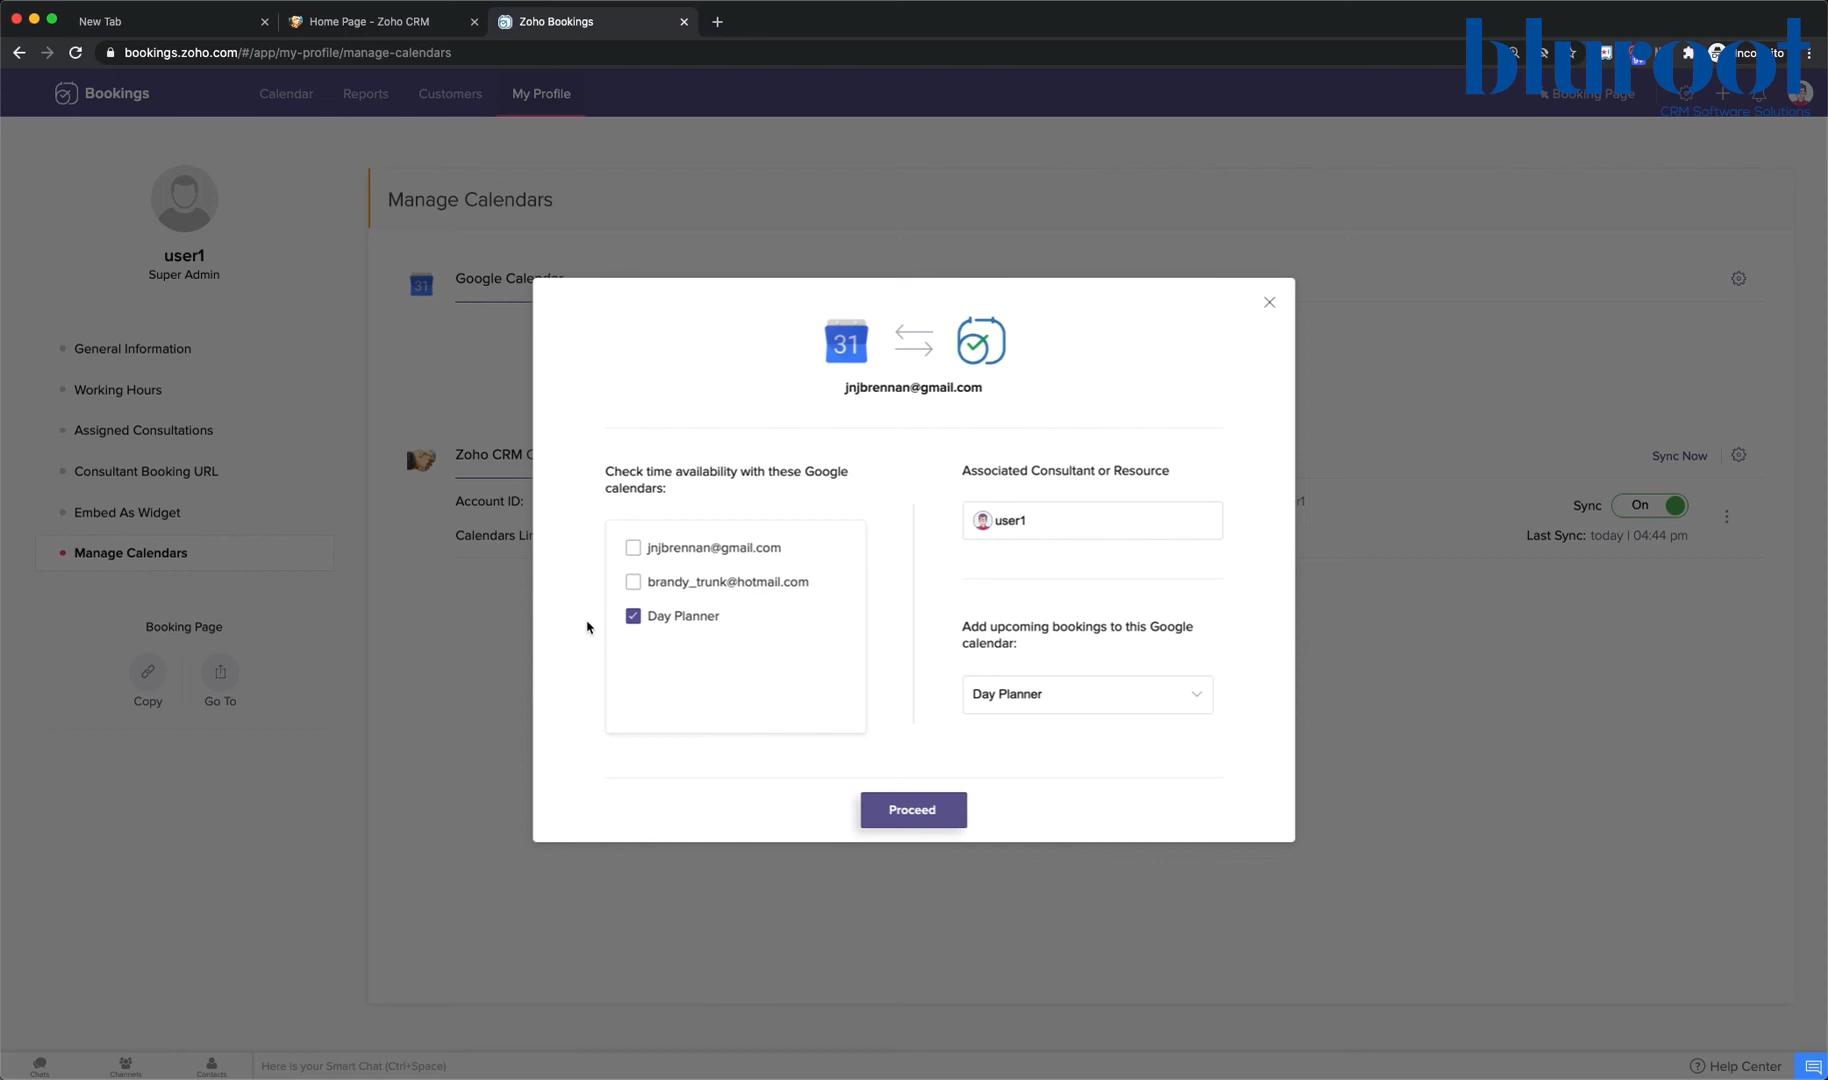 New Tab
Home Page - Zoho CRM
Zoho Bookings
bookings.zoho.com/#/app/my-profile/manage-calendars
Incognito
bluroot
CRM Software Solutions
Bookings
Calendar
Reports
Customers
My Profile
Booking Page
user1
Super Admin
General Information
Working Hours
Assigned Consultations
Consultant Booking URL
Embed As Widget
Manage Calendars
Booking Page
Copy
Go To
Manage Calendars
31
Google Calendar
Zoho CRM C
Account ID:
Calendars Lin
Sync Now
r1
Sync On
Last Sync: today | 04:44 pm
31
jnjbrennan@gmail.com
Check time availability with these Google
calendars:
jnjbrennan@gmail.com
brandy_trunk@hotmail.com
Day Planner
Associated Consultant or Resource
user1
Add upcoming bookings to this Google
calendar:
Day Planner
Proceed
Chats
Channels
Contacts
Here is your Smart Chat (Ctrl+Space)
Help Center